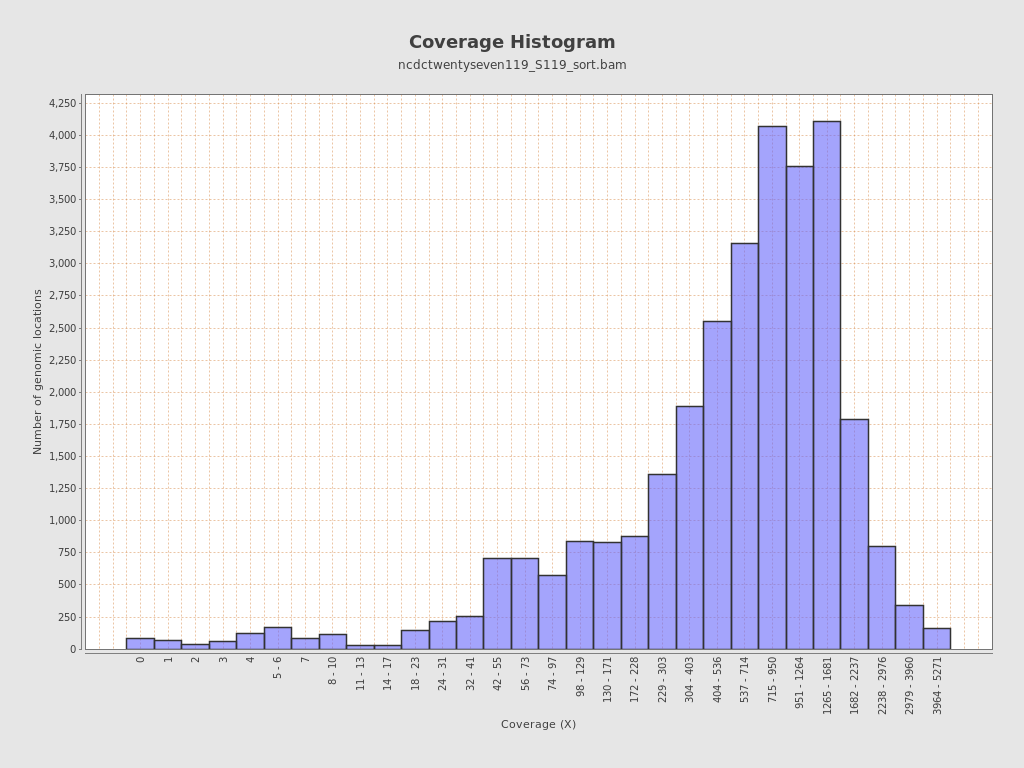 Coverage Histogram
ncdctwentyseven119_S119_sort.bam
Number of genomic locations
4,250
4,000
3,750
3,500
3,250
3,000
2,750
2,500
2,250
2,000
1,750
1,500
1,250
1,000
750
500
250
0
0
1
2
3
4
5 - 6
7
8 - 10
11 - 13
14 - 17
18 - 23
24 - 31
32 - 41
42 - 55
56 - 73
74 - 97
98 - 129
130 - 171
172 - 228
229 - 303
304 - 403
404 - 536
537 - 714
715 - 950
951 - 1264
1265 - 1681
1682 - 2237
2238 - 2976
2979 - 3960
3964 - 5271
Coverage (X)